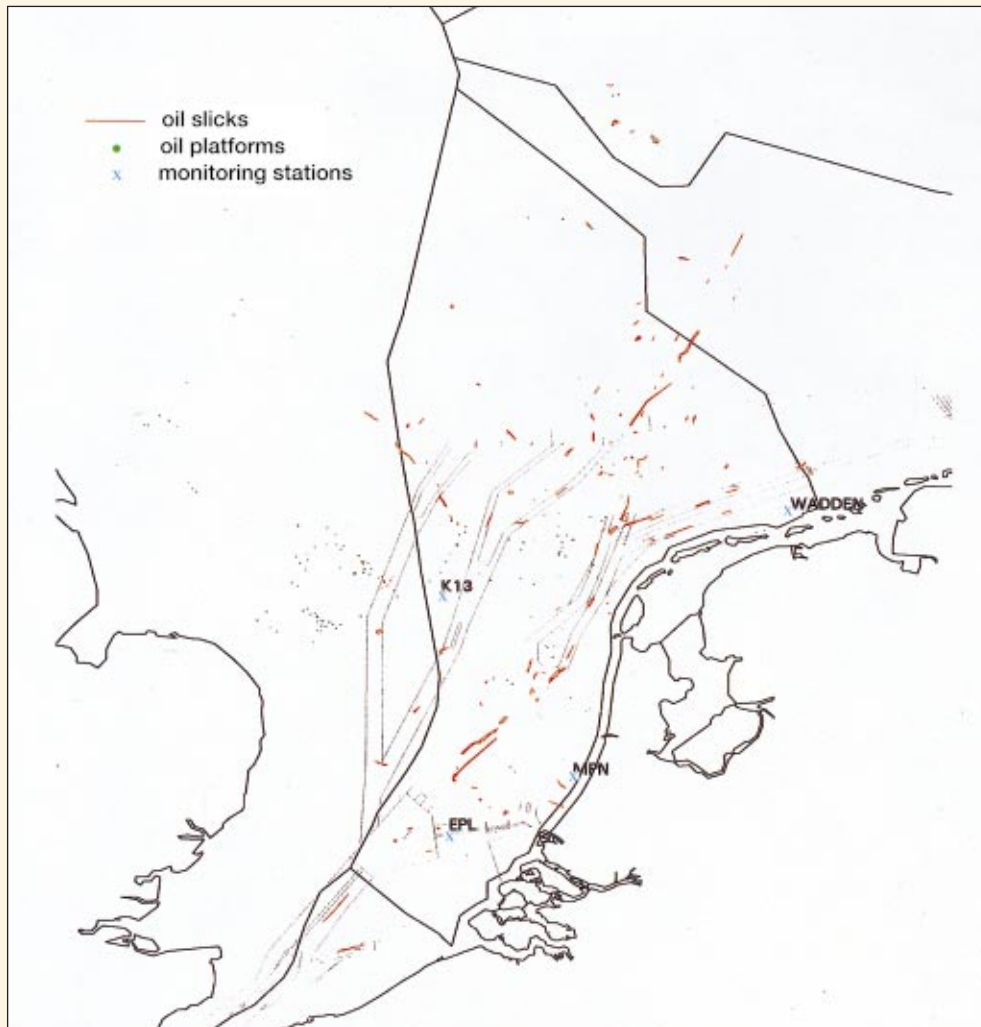 oil slicks
oil platforms
x monitoring stations
WADDEN
K13
MPN
EPL